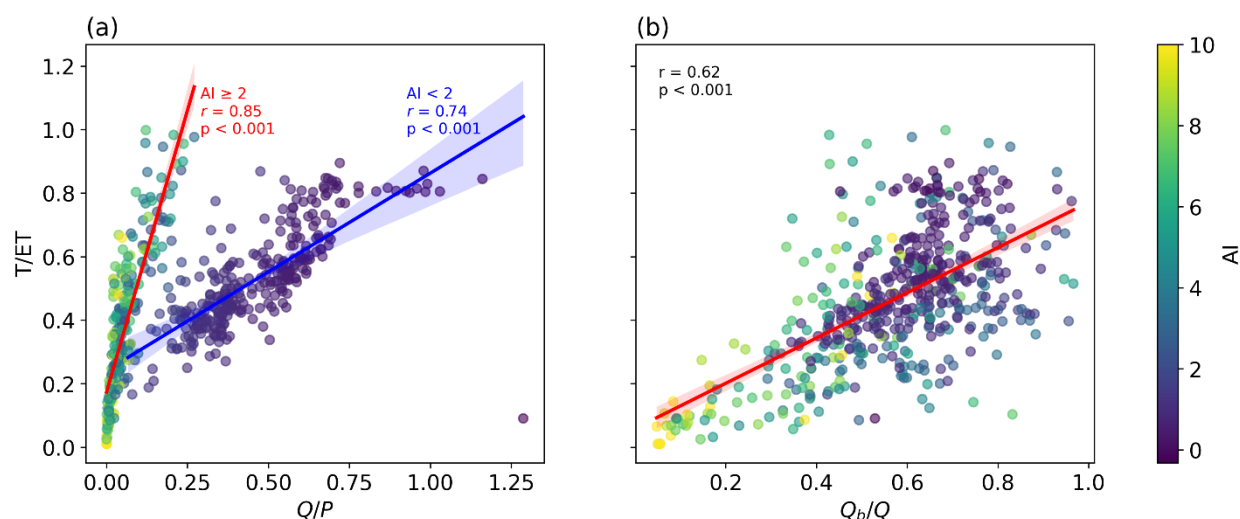 (a)
T/ET
1.2
1.0
0.8
0.6
0.4
0.2
0.0
AI ≥ 2
r = 0.85
p < 0.001
AI < 2
r = 0.74
p < 0.001
0.00 0.25 0.50 0.75 1.00 1.25
Q/P
(b)
r = 0.62
p < 0.001
0.2 0.4 0.6 0.8 1.0
Q_b/Q
10
8
6
4
2
0
AI